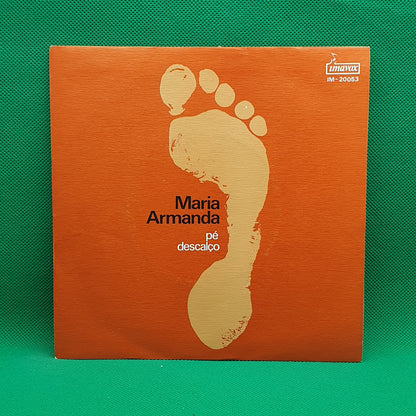 imavox
IM-20053
Maria
Armanda
pé
descalço